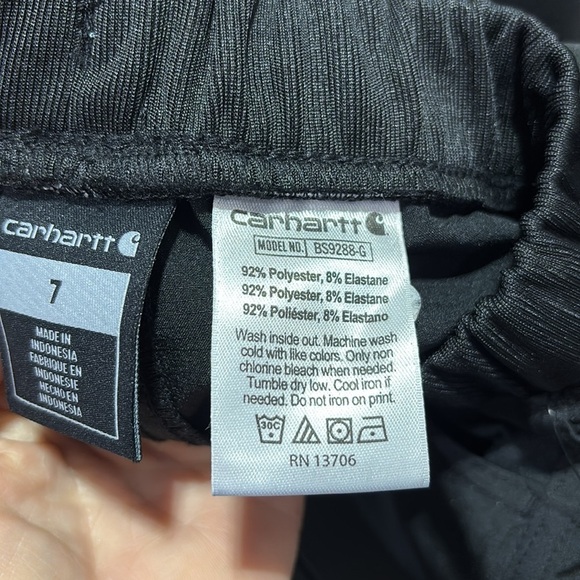 carhartt
7
MADE IN
INDONESIA
FABRIQUE EN
INDONESIE
HECHO EN
INDONESIA
carhartt
MODEL NO. BS9288-G
92% Polyester, 8% Elastane
92% Polyester, 8% Elastane
92% Poliéster, 8% Elastano
Wash inside out. Machine wash
cold with like colors. Only non
chlorine bleach when needed.
Tumble dry low. Cool iron if
needed. Do not iron on print.
30C
RN 13706